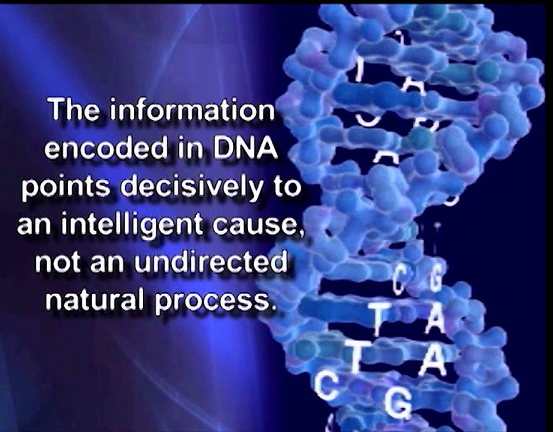 The information
encoded in DNA
points decisively to
an intelligent cause,
not an undirected
natural process.
A
C G
T A
T A
C G